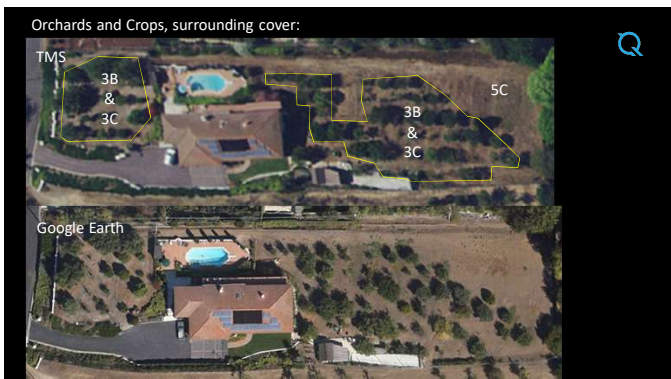 Orchards and Crops, surrounding cover:
TMS
3B
&
3C
5C
3B
&
3C
Google Earth